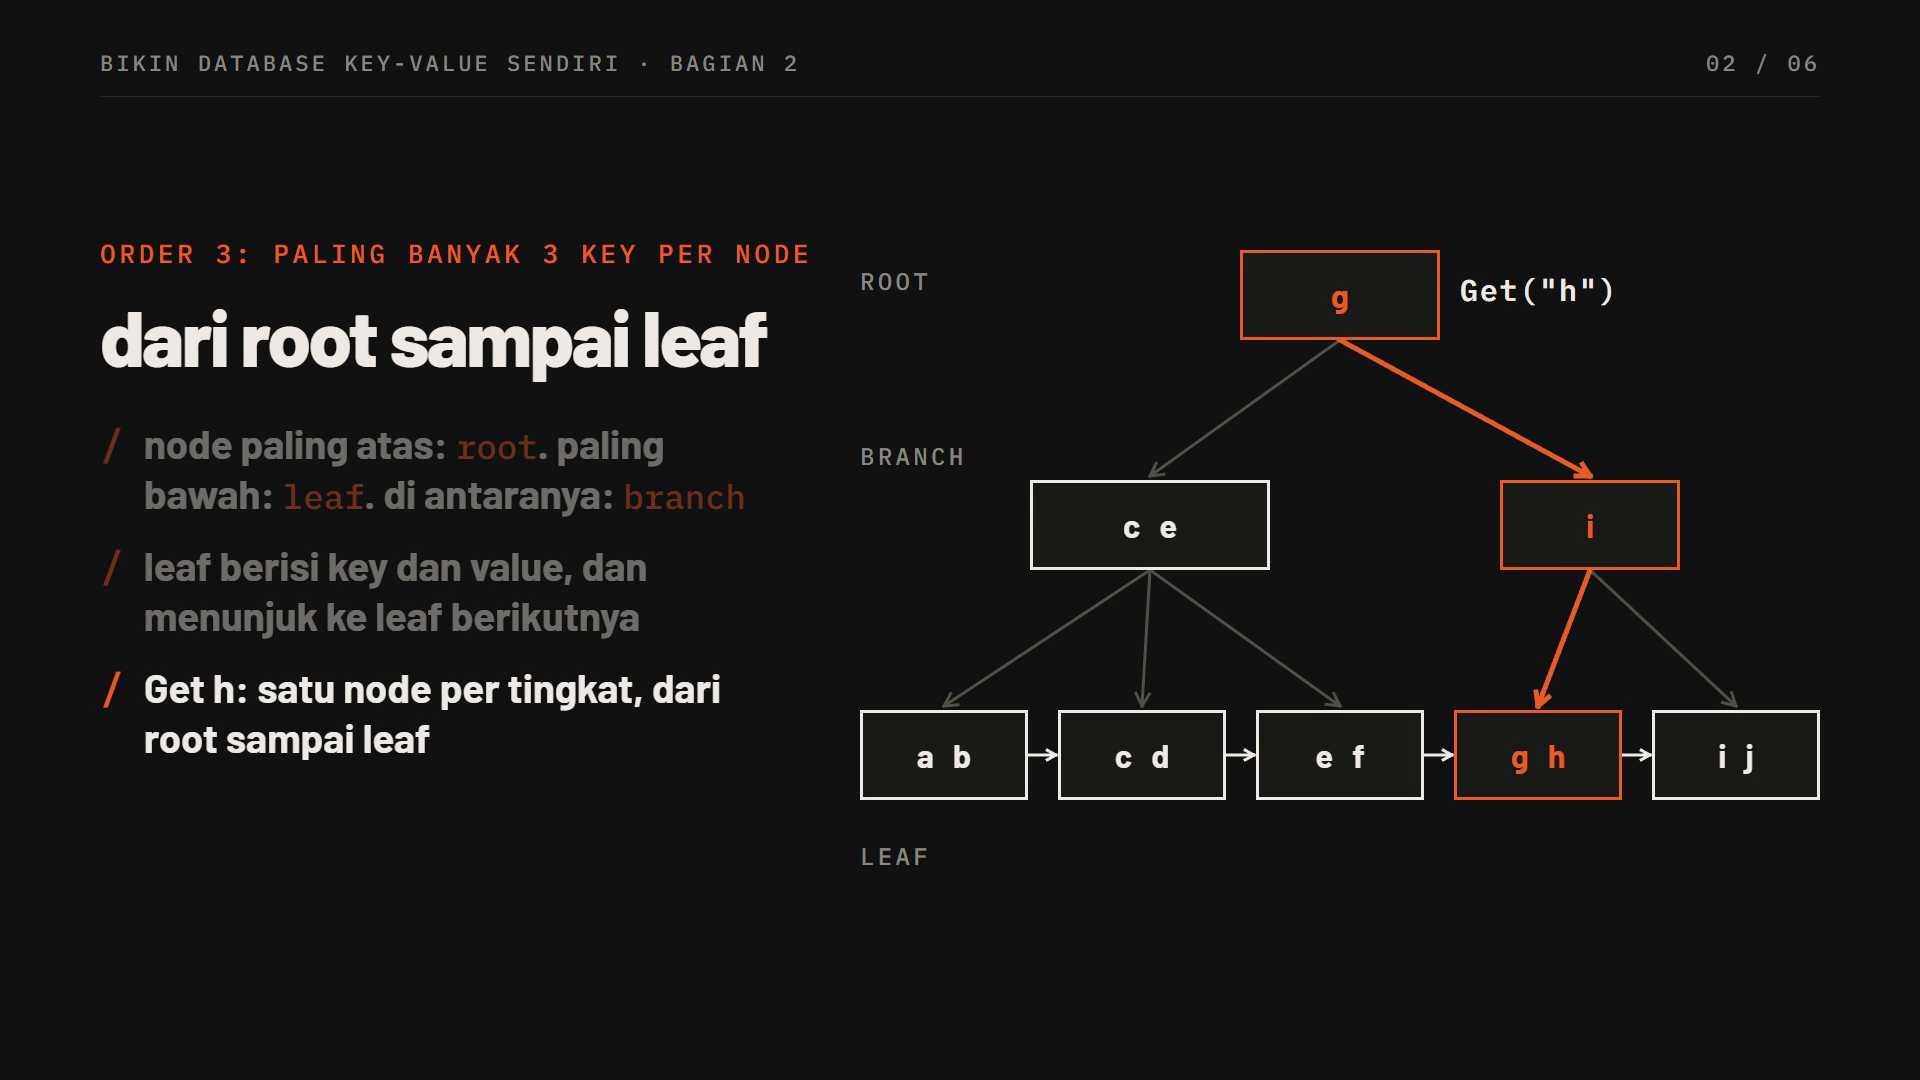 BIKIN DATABASE KEY-VALUE SENDIRI · BAGIAN 2
02 / 06
ORDER 3: PALING BANYAK 3 KEY PER NODE
dari root sampai leaf
/ node paling atas: root. paling
bawah: leaf. di antaranya: branch
/ leaf berisi key dan value, dan
menunjuk ke leaf berikutnya
/ Get h: satu node per tingkat, dari
root sampai leaf
ROOT
g
Get("h")
BRANCH
c e
i
a b
c d
e f
g h
i j
LEAF